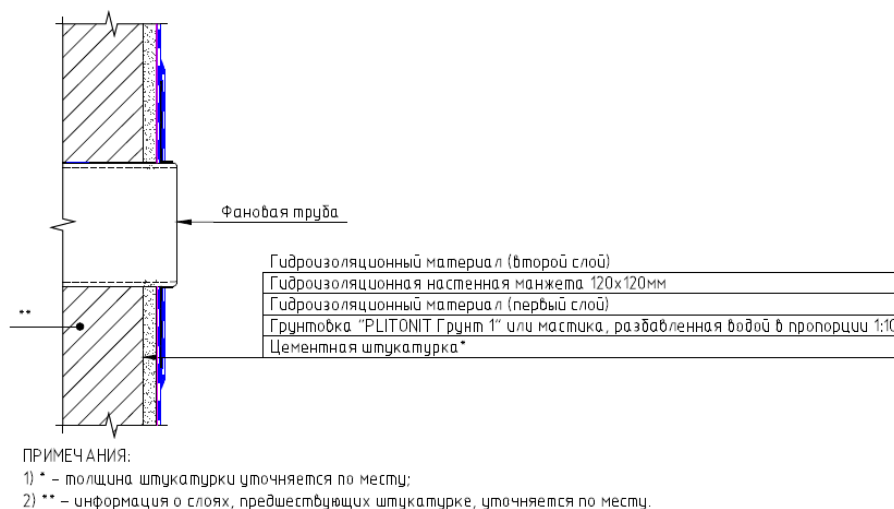 Фановая труба
Гидроизоляционный материал (второй слой)
Гидроизоляционная настенная манжета 120х120мм
Гидроизоляционный материал (первый слой)
Грунтовка "PLITONIT Грунт 1" или мастика, разбавленная водой в пропорции 1:10
**
Цементная штукатурка*
ПРИМЕЧАНИЯ:
1) * – толщина штукатурки уточняется по месту;
2) ** – информация о слоях, предшествующих штукатурке, уточняется по месту.